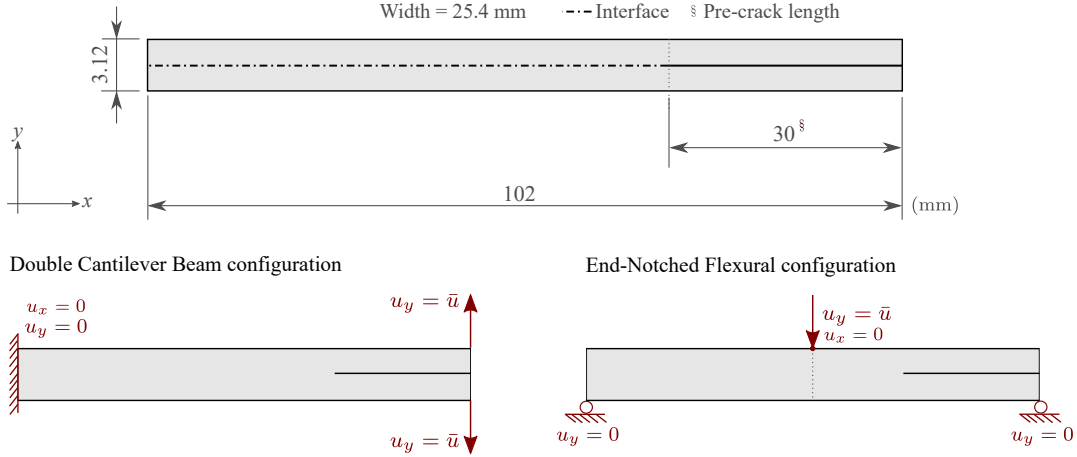 Width = 25.4 mm Interface § Pre-crack length
3.12
30 §
y
x
102
(mm)
Double Cantilever Beam configuration
End-Notched Flexural configuration
u_x = 0
u_y = 0
u_y = ū
u_y = ū
u_y = ū
u_x = 0
u_y = 0
u_y = 0